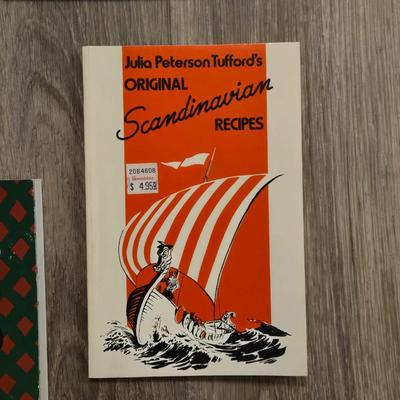 Julia Peterson Tufford's
ORIGINAL
Scandinavian
RECIPES
2084608
$ 4.95